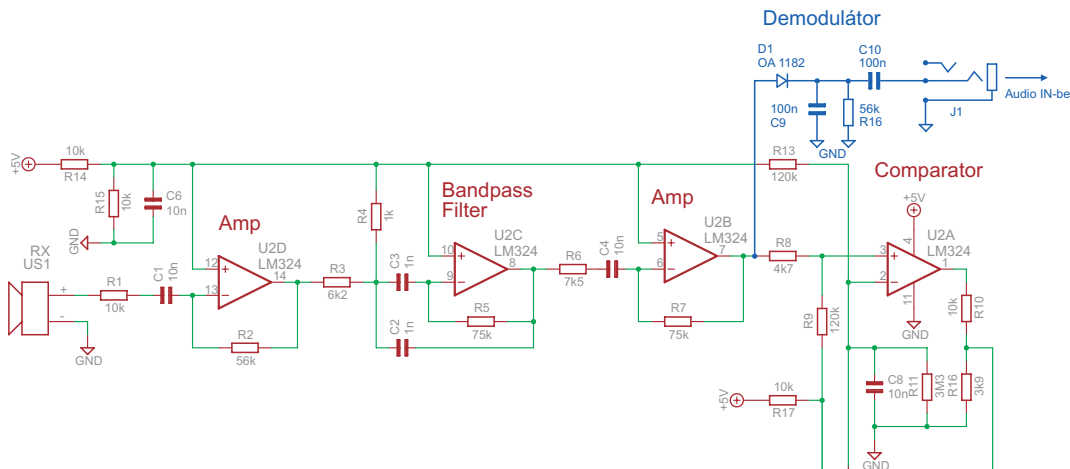 Demodulátor
D1
OA 1182
C10
100n
100n
C9
56k
R16
GND
J1
Audio IN-be
+5V
10k
R14
R15
10k
C6
10n
GND
Amp
U2D
LM324
12
13
14
+
−
RX
US1
+
-
GND
R1
10k
C1
10n
R2
56k
R3
6k2
R4
1k
C3
1n
C2
1n
Bandpass
Filter
U2C
LM324
10
9
8
+
−
R5
75k
R6
7k5
C4
10n
Amp
U2B
LM324
5
6
7
+
−
R7
75k
R13
120k
R8
4k7
R9
120k
Comparator
+5V
U2A
LM324
4
3
2
1
11
+
−
GND
10k
R10
C8
10n
R11
3M3
R16
3k9
GND
+5V
10k
R17